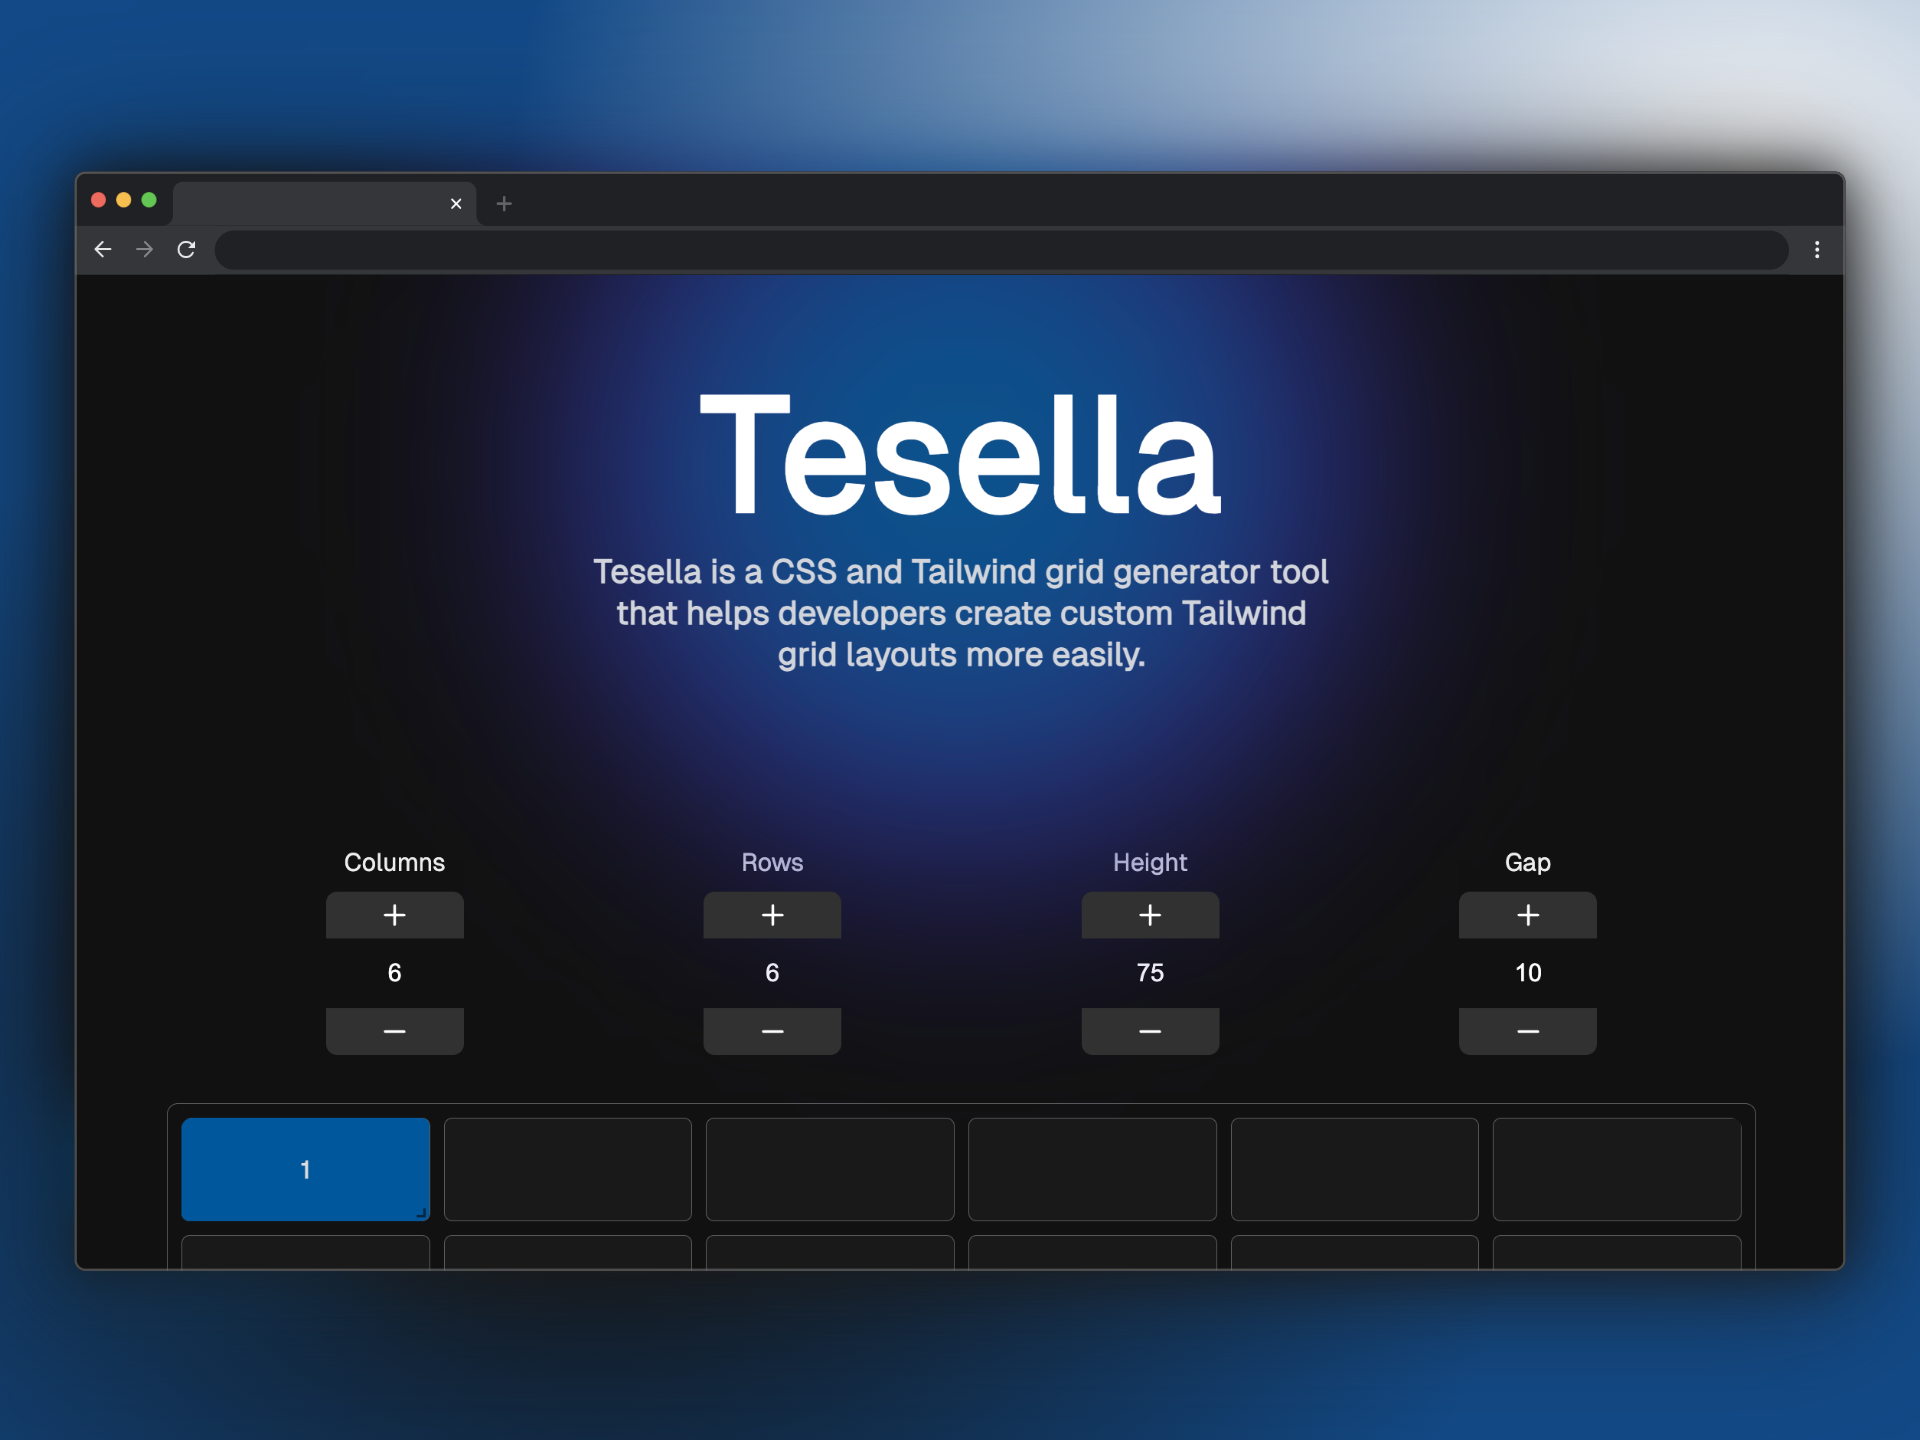 Tesella
Tesella is a CSS and Tailwind grid generator tool
that helps developers create custom Tailwind
grid layouts more easily.
Columns Rows Height Gap
+ + + +
6 6 75 10
− − − −
1